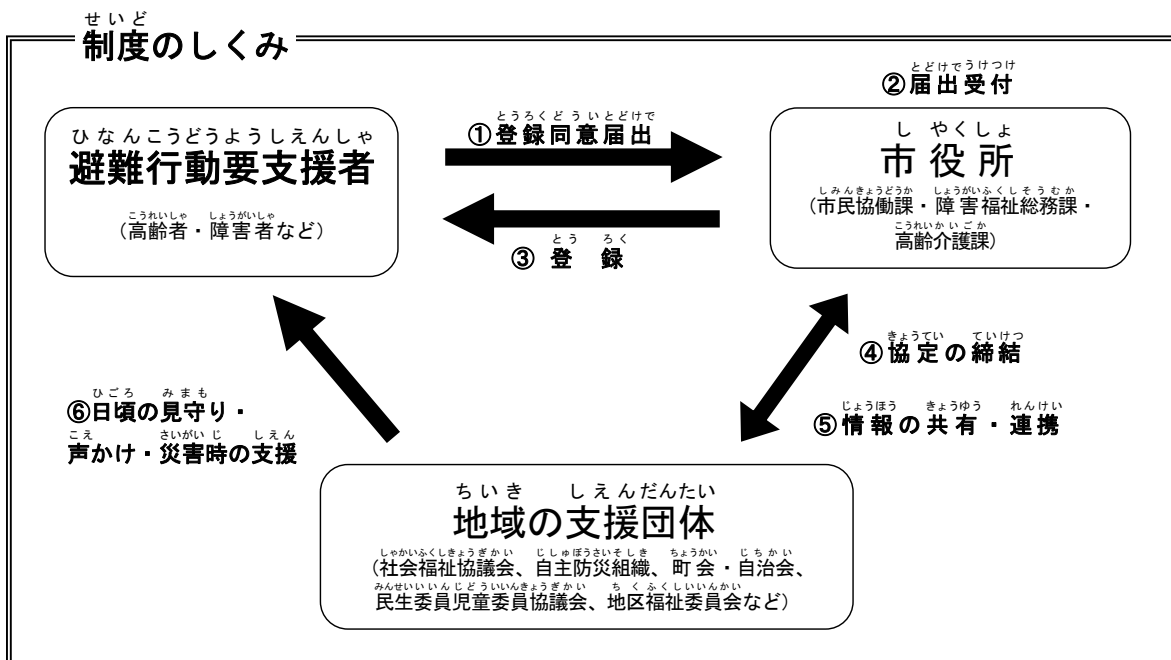 せいど
制度のしくみ
とどけでうけつけ
②届出受付
とうろくどういとどけで
①登録同意届出
ひなんこうどうようしえんしゃ
避難行動要支援者
こうれいしゃ しょうがいしゃ
（高齢者・障害者など）
しやくしょ
市役所
しみんきょうどうか しょうがいふくしそうむか
（市民協働課・障害福祉総務課・
こうれいかいごか
高齢介護課）
とうろく
③登録
きょうてい ていけつ
④協定の締結
じょうほう きょうゆう れんけい
⑤情報の共有・連携
ひごろ みまも
⑥日頃の見守り・
こえ さいがいじ しえん
声かけ・災害時の支援
ちいき しえんだんたい
地域の支援団体
しゃかいふくしきょうぎかい じしゅぼうさいそしき ちょうかい じちかい
（社会福祉協議会、自主防災組織、町会・自治会、
みんせいいいんじどういいんきょうぎかい ちくふくしいいんかい
民生委員児童委員協議会、地区福祉委員会など）